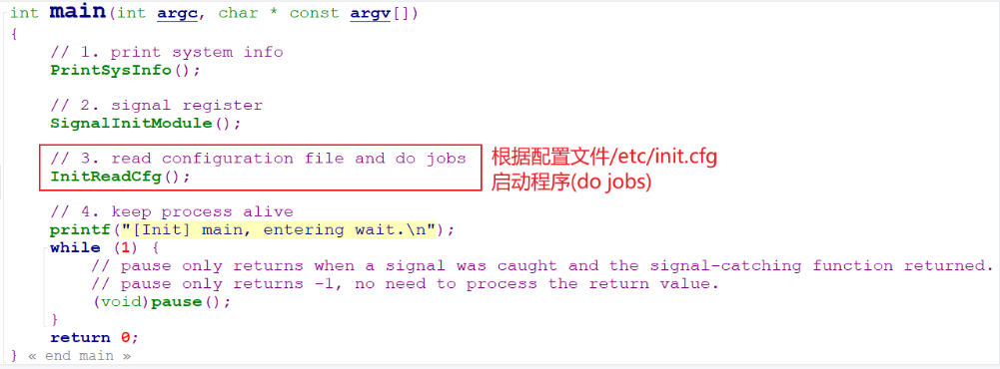 int main(int argc, char * const argv[])
{
// 1. print system info
PrintSysInfo();
// 2. signal register
SignalInitModule();
// 3. read configuration file and do jobs
InitReadCfg();
根据配置文件/etc/init.cfg
启动程序(do jobs)
// 4. keep process alive
printf("[Init] main, entering wait.\n");
while (1) {
// pause only returns when a signal was caught and the signal-catching function returned.
// pause only returns -1, no need to process the return value.
(void)pause();
}
return 0;
} « end main »